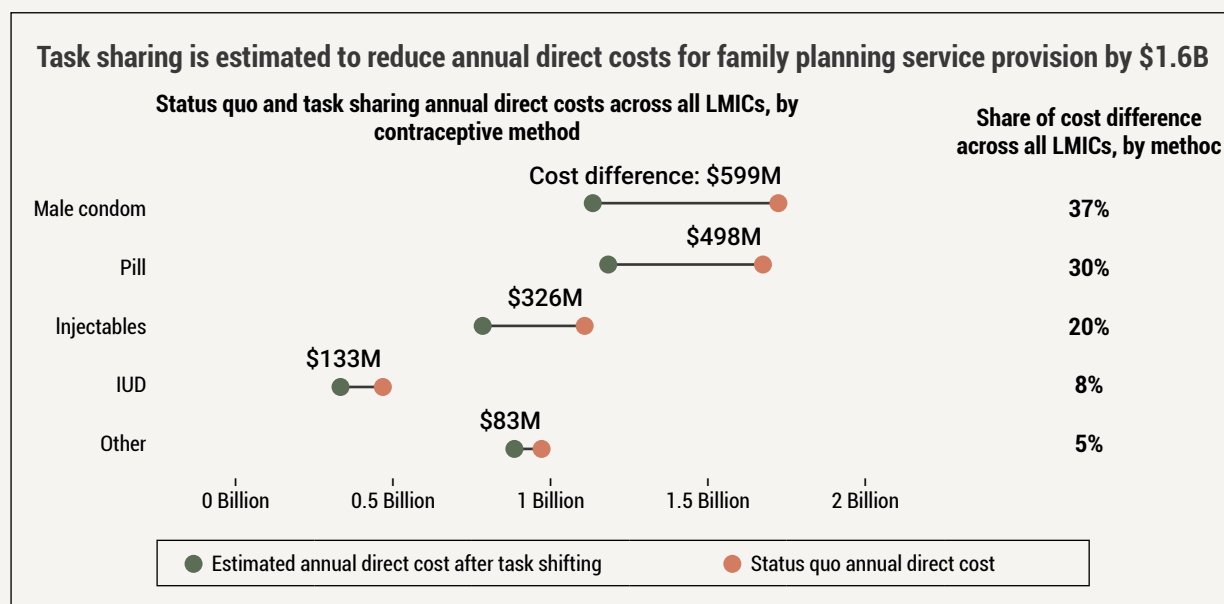 Task sharing is estimated to reduce annual direct costs for family planning service provision by $1.6B
Status quo and task sharing annual direct costs across all LMICs, by
contraceptive method
Share of cost difference
across all LMICs, by methoc
Cost difference: $599M
Male condom
37%
$498M
Pill
30%
$326M
Injectables
20%
$133M
IUD
8%
$83M
Other
5%
0 Billion
0.5 Billion
1 Billion
1.5 Billion
2 Billion
Estimated annual direct cost after task shifting
Status quo annual direct cost